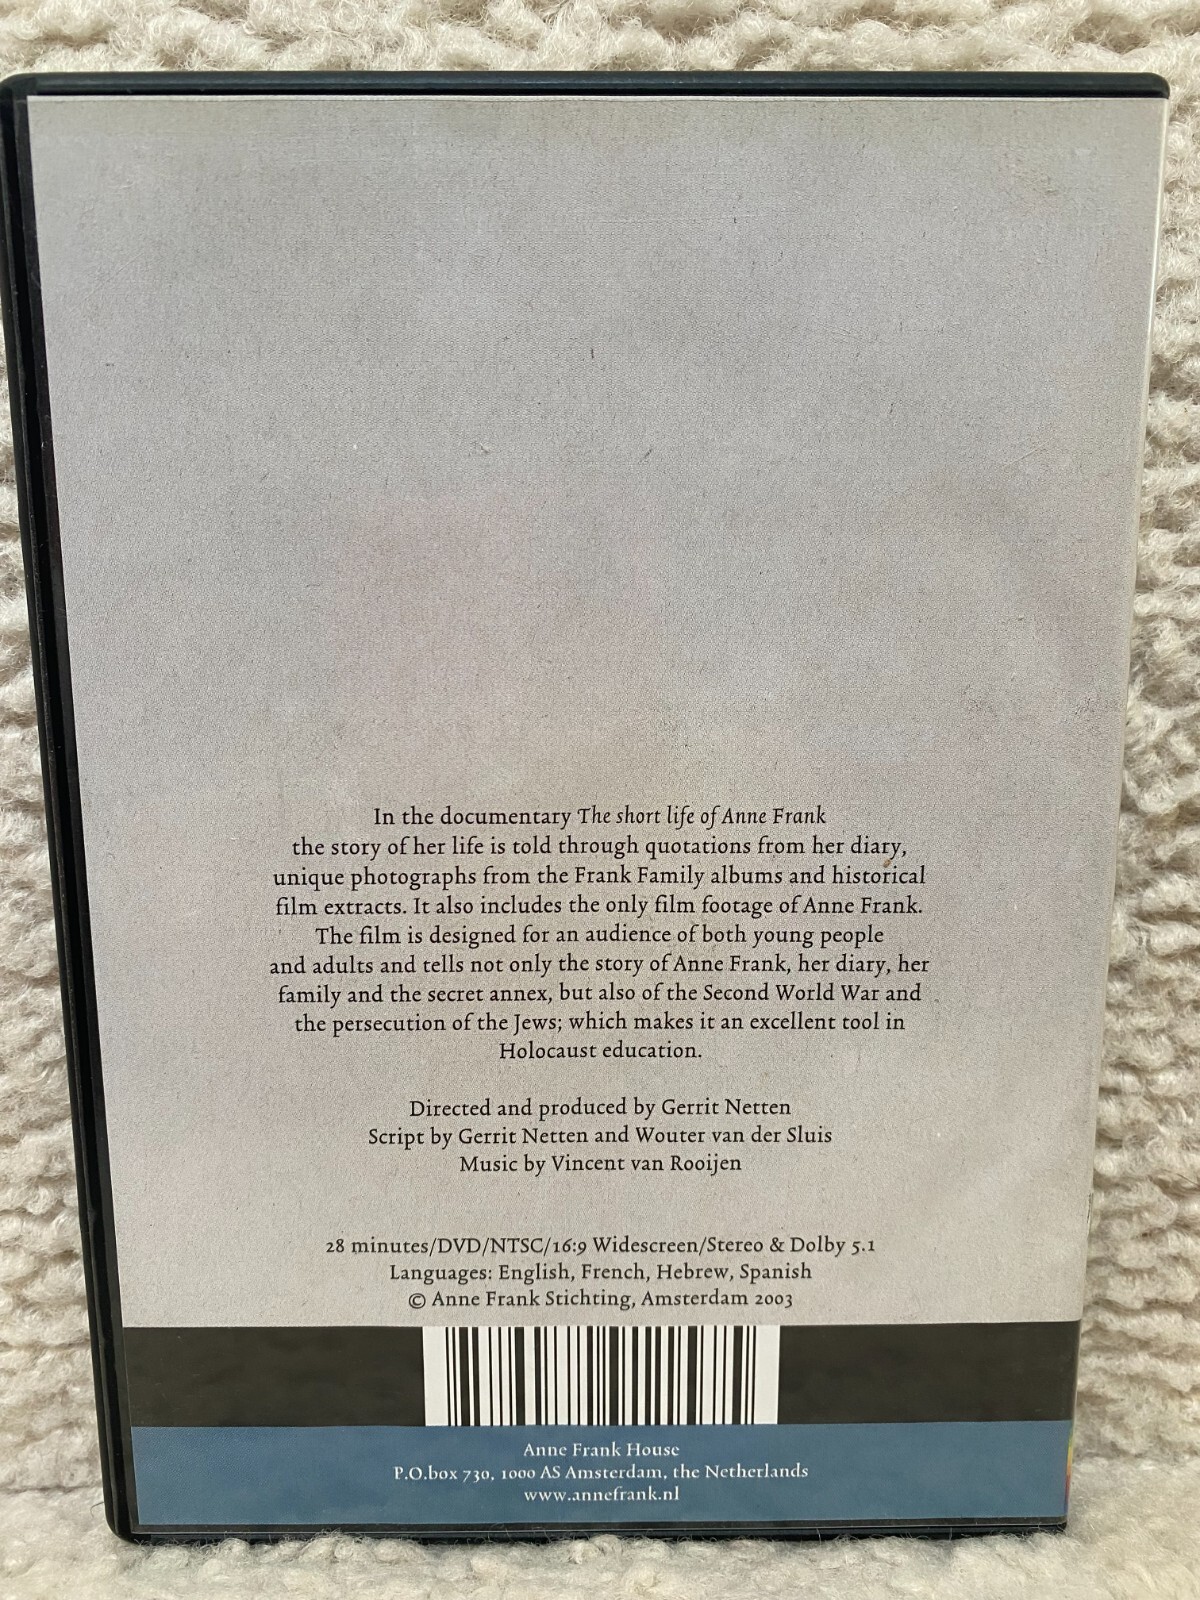 In the documentary The short life of Anne Frank
the story of her life is told through quotations from her diary,
unique photographs from the Frank Family albums and historical
film extracts. It also includes the only film footage of Anne Frank.
The film is designed for an audience of both young people
and adults and tells not only the story of Anne Frank, her diary, her
family and the secret annex, but also of the Second World War and
the persecution of the Jews; which makes it an excellent tool in
Holocaust education.
Directed and produced by Gerrit Netten
Script by Gerrit Netten and Wouter van der Sluis
Music by Vincent van Rooijen
28 minutes/DVD/NTSC/16:9 Widescreen/Stereo & Dolby 5.1
Languages: English, French, Hebrew, Spanish
© Anne Frank Stichting, Amsterdam 2003
Anne Frank House
P.O.box 730, 1000 AS Amsterdam, the Netherlands
www.annefrank.nl